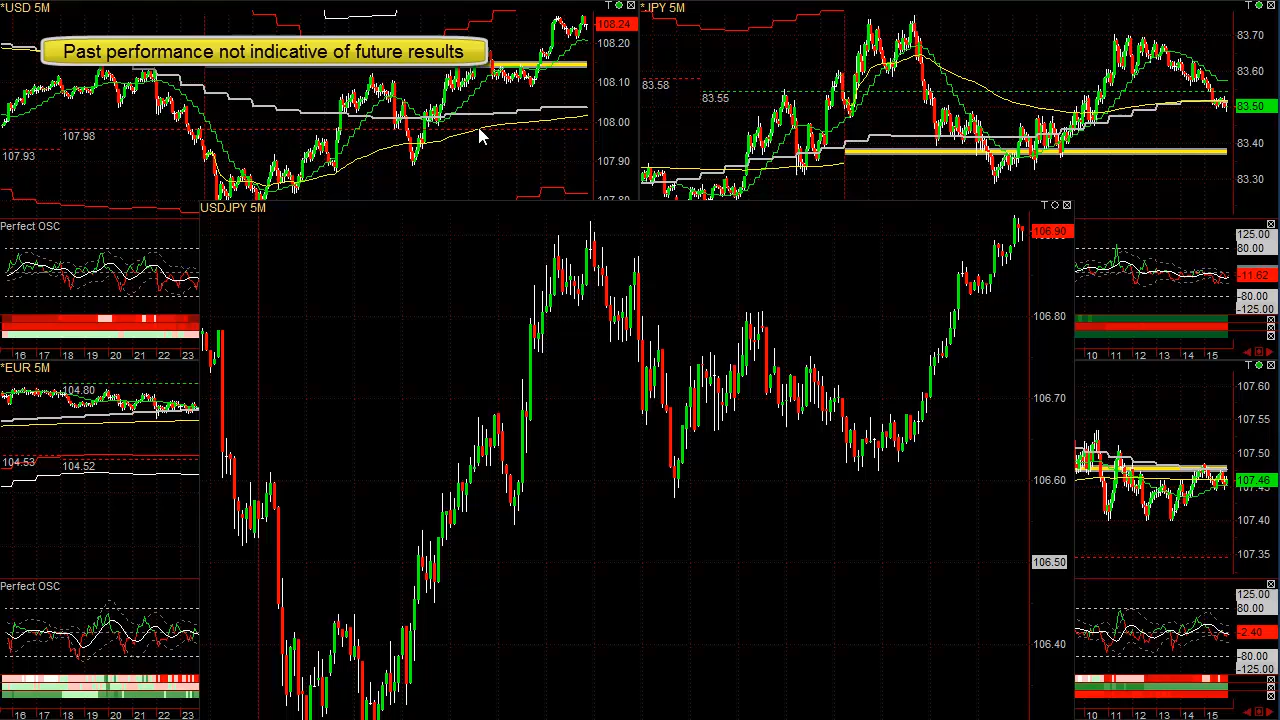 *USD 5M
T
108.24
108.20
108.10
108.00
107.90
107.80
Past performance not indicative of future results
107.98
107.93
*JPY 5M
T
83.70
83.60
83.50
83.40
83.30
83.58
83.55
USDJPY 5M
T
106.90
106.80
106.70
106.60
106.50
106.40
Perfect OSC
16 17 18 19 20 21 22 23
125.00
80.00
-11.62
-80.00
-125.00
10 11 12 13 14 15
*EUR 5M
104.80
104.53
104.52
T
107.60
107.55
107.50
107.46
107.40
107.35
Perfect OSC
16 17 18 19 20 21 22 23
125.00
80.00
-2.40
-80.00
-125.00
10 11 12 13 14 15